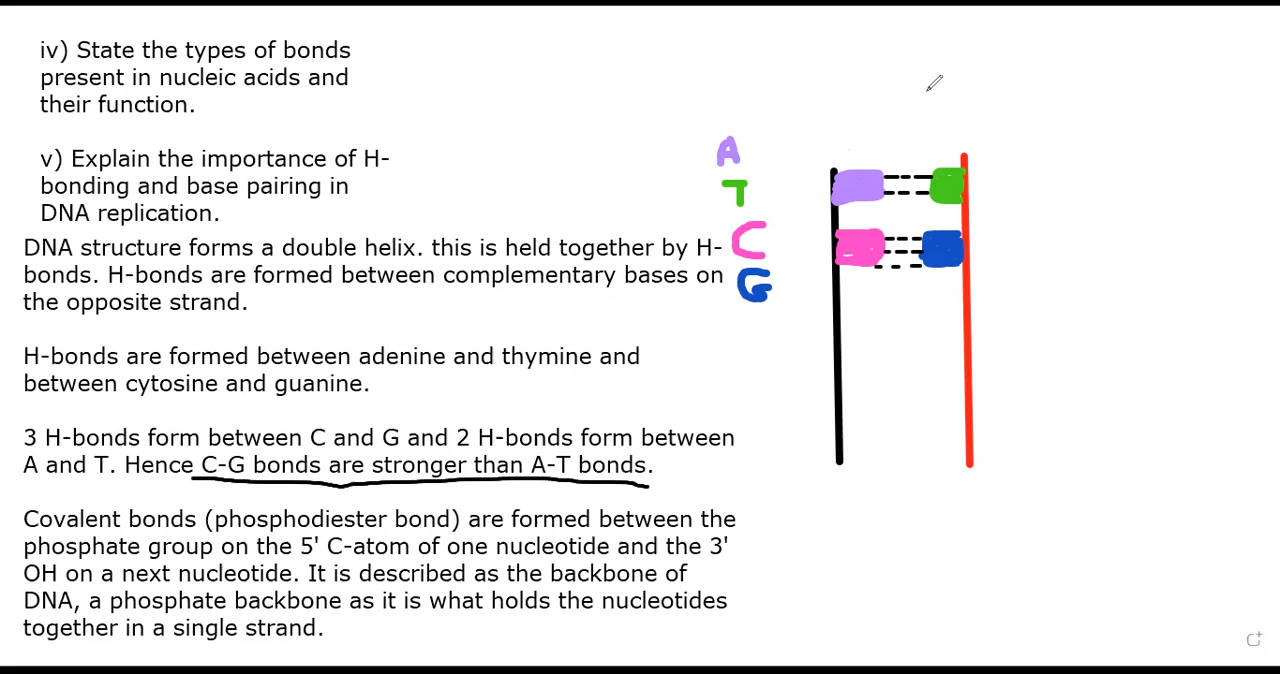 iv) State the types of bonds
present in nucleic acids and
their function.
v) Explain the importance of H-
bonding and base pairing in
DNA replication.
DNA structure forms a double helix. this is held together by H-
bonds. H-bonds are formed between complementary bases on
the opposite strand.
H-bonds are formed between adenine and thymine and
between cytosine and guanine.
3 H-bonds form between C and G and 2 H-bonds form between
A and T. Hence C-G bonds are stronger than A-T bonds.
Covalent bonds (phosphodiester bond) are formed between the
phosphate group on the 5' C-atom of one nucleotide and the 3'
OH on a next nucleotide. It is described as the backbone of
DNA, a phosphate backbone as it is what holds the nucleotides
together in a single strand.
A
T
C
G